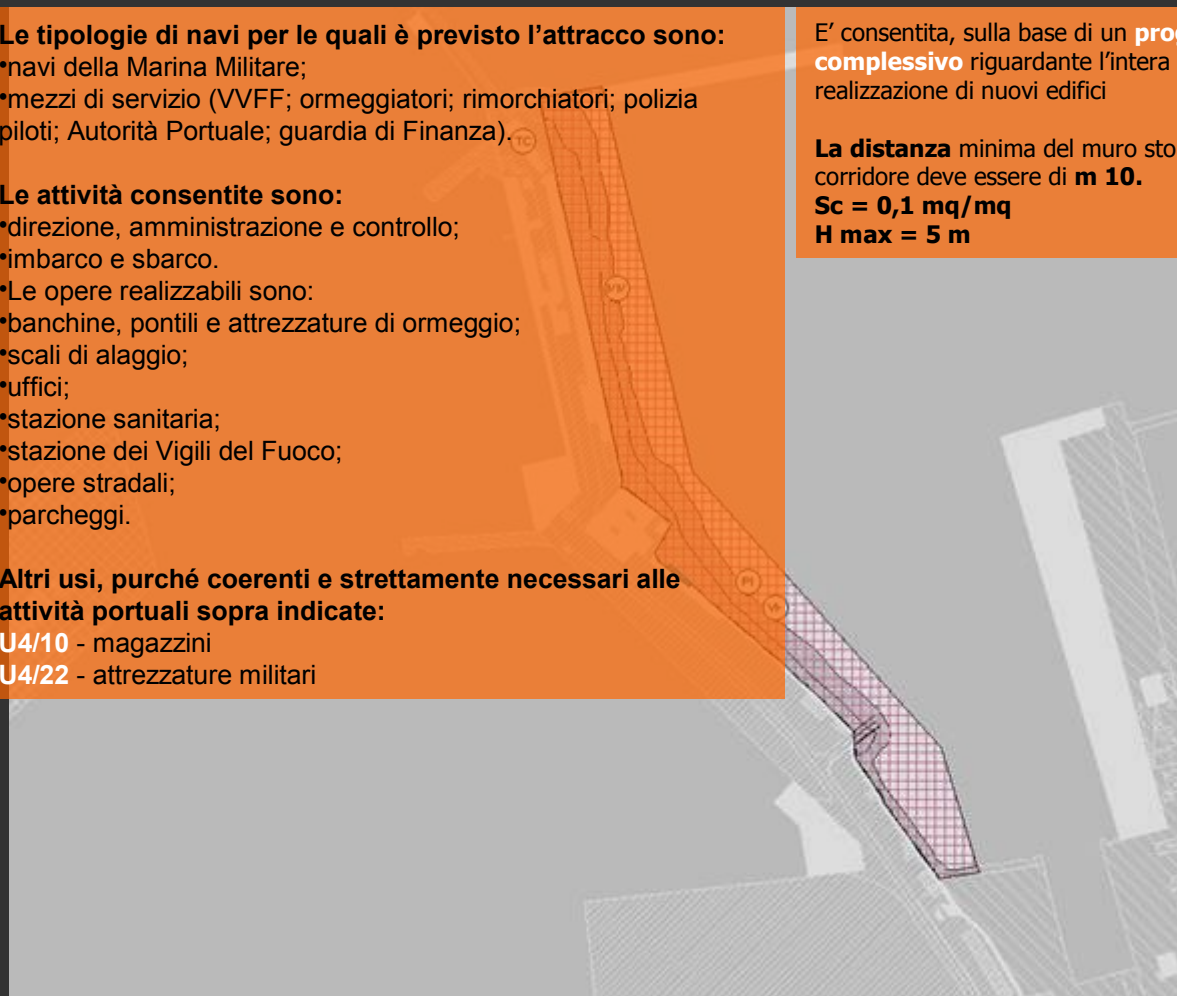 Le tipologie di navi per le quali è previsto l'attracco sono:
•navi della Marina Militare;
•mezzi di servizio (VVFF; ormeggiatori; rimorchiatori; polizia
piloti; Autorità Portuale; guardia di Finanza).
Le attività consentite sono:
•direzione, amministrazione e controllo;
•imbarco e sbarco.
•Le opere realizzabili sono:
•banchine, pontili e attrezzature di ormeggio;
•scali di alaggio;
•uffici;
•stazione sanitaria;
•stazione dei Vigili del Fuoco;
•opere stradali;
•parcheggi.
Altri usi, purché coerenti e strettamente necessari alle
attività portuali sopra indicate:
U4/10 - magazzini
U4/22 - attrezzature militari
E' consentita, sulla base di un prog
complessivo riguardante l'intera
realizzazione di nuovi edifici
La distanza minima del muro sto
corridore deve essere di m 10.
Sc = 0,1 mq/mq
H max = 5 m
TC
VV
PI